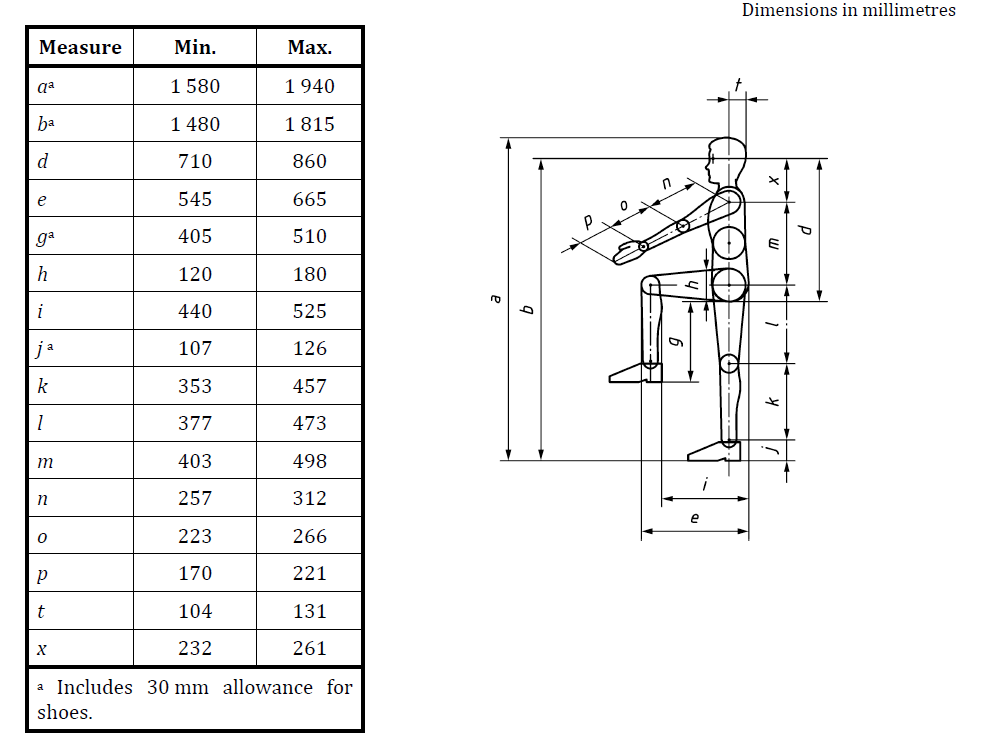 Dimensions in millimetres
Measure Min. Max.
aᵃ 1 580 1 940
bᵃ 1 480 1 815
d 710 860
e 545 665
gᵃ 405 510
h 120 180
i 440 525
j ᵃ 107 126
k 353 457
l 377 473
m 403 498
n 257 312
o 223 266
p 170 221
t 104 131
x 232 261
ᵃ Includes 30 mm allowance for
shoes.
t
x
n
o
p
m
d
a
b
h
g
l
k
j
i
e